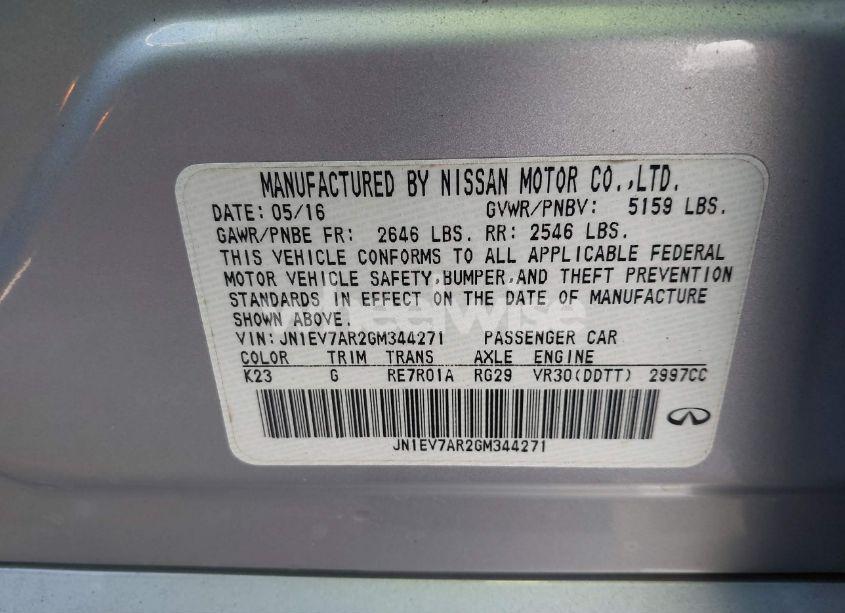 MANUFACTURED BY NISSAN MOTOR CO.,LTD.
DATE: 05/16 GVWR/PNBV: 5159 LBS.
GAWR/PNBE FR: 2646 LBS. RR: 2546 LBS.
THIS VEHICLE CONFORMS TO ALL APPLICABLE FEDERAL
MOTOR VEHICLE SAFETY,BUMPER,AND THEFT PREVENTION
STANDARDS IN EFFECT ON THE DATE OF MANUFACTURE
SHOWN ABOVE.
VIN:JN1EV7AR2GM344271 PASSENGER CAR
COLOR TRIM TRANS AXLE ENGINE
K23 G RE7R01A RG29 VR30(DDTT) 2997CC
JN1EV7AR2GM344271